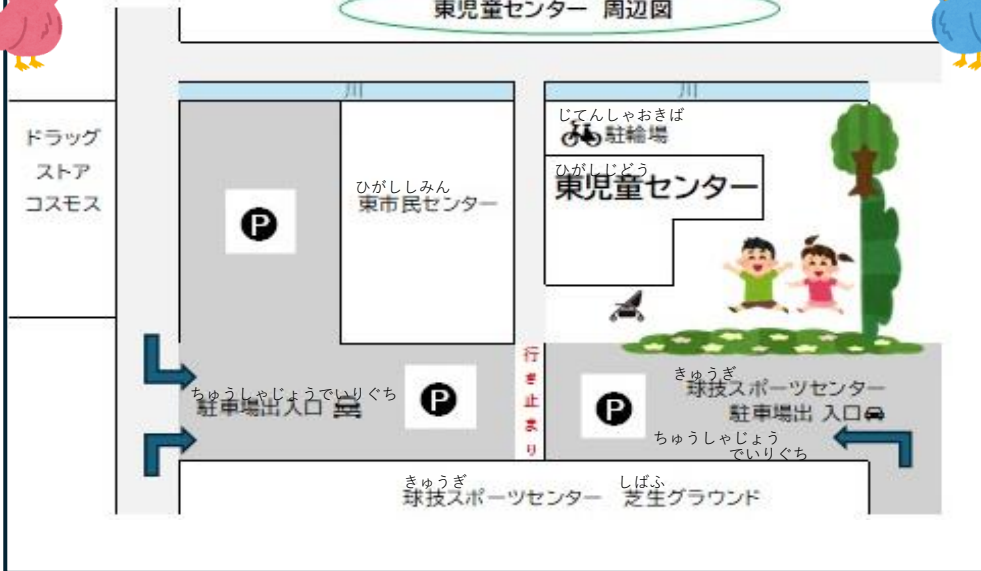 東児童センター 周辺図
川
川
ドラッグ
ストア
コスモス
P
ひがししみん
東市民センター
じてんしゃおきば
駐輪場
ひがしじどう
東児童センター
行き止まり
ちゅうしゃじょうでいりぐち
駐車場出入口
P
P
きゅうぎ
球技スポーツセンター
駐車場出 入口
ちゅうしゃじょう
でいりぐち
きゅうぎ しばふ
球技スポーツセンター 芝生グラウンド